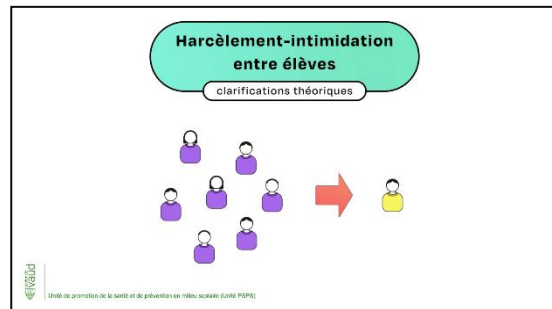 Harcèlement-intimidation
entre élèves
clarifications théoriques
vaud
Unité de promotion de la santé et de prévention en milieu scolaire (Unité PSPS)